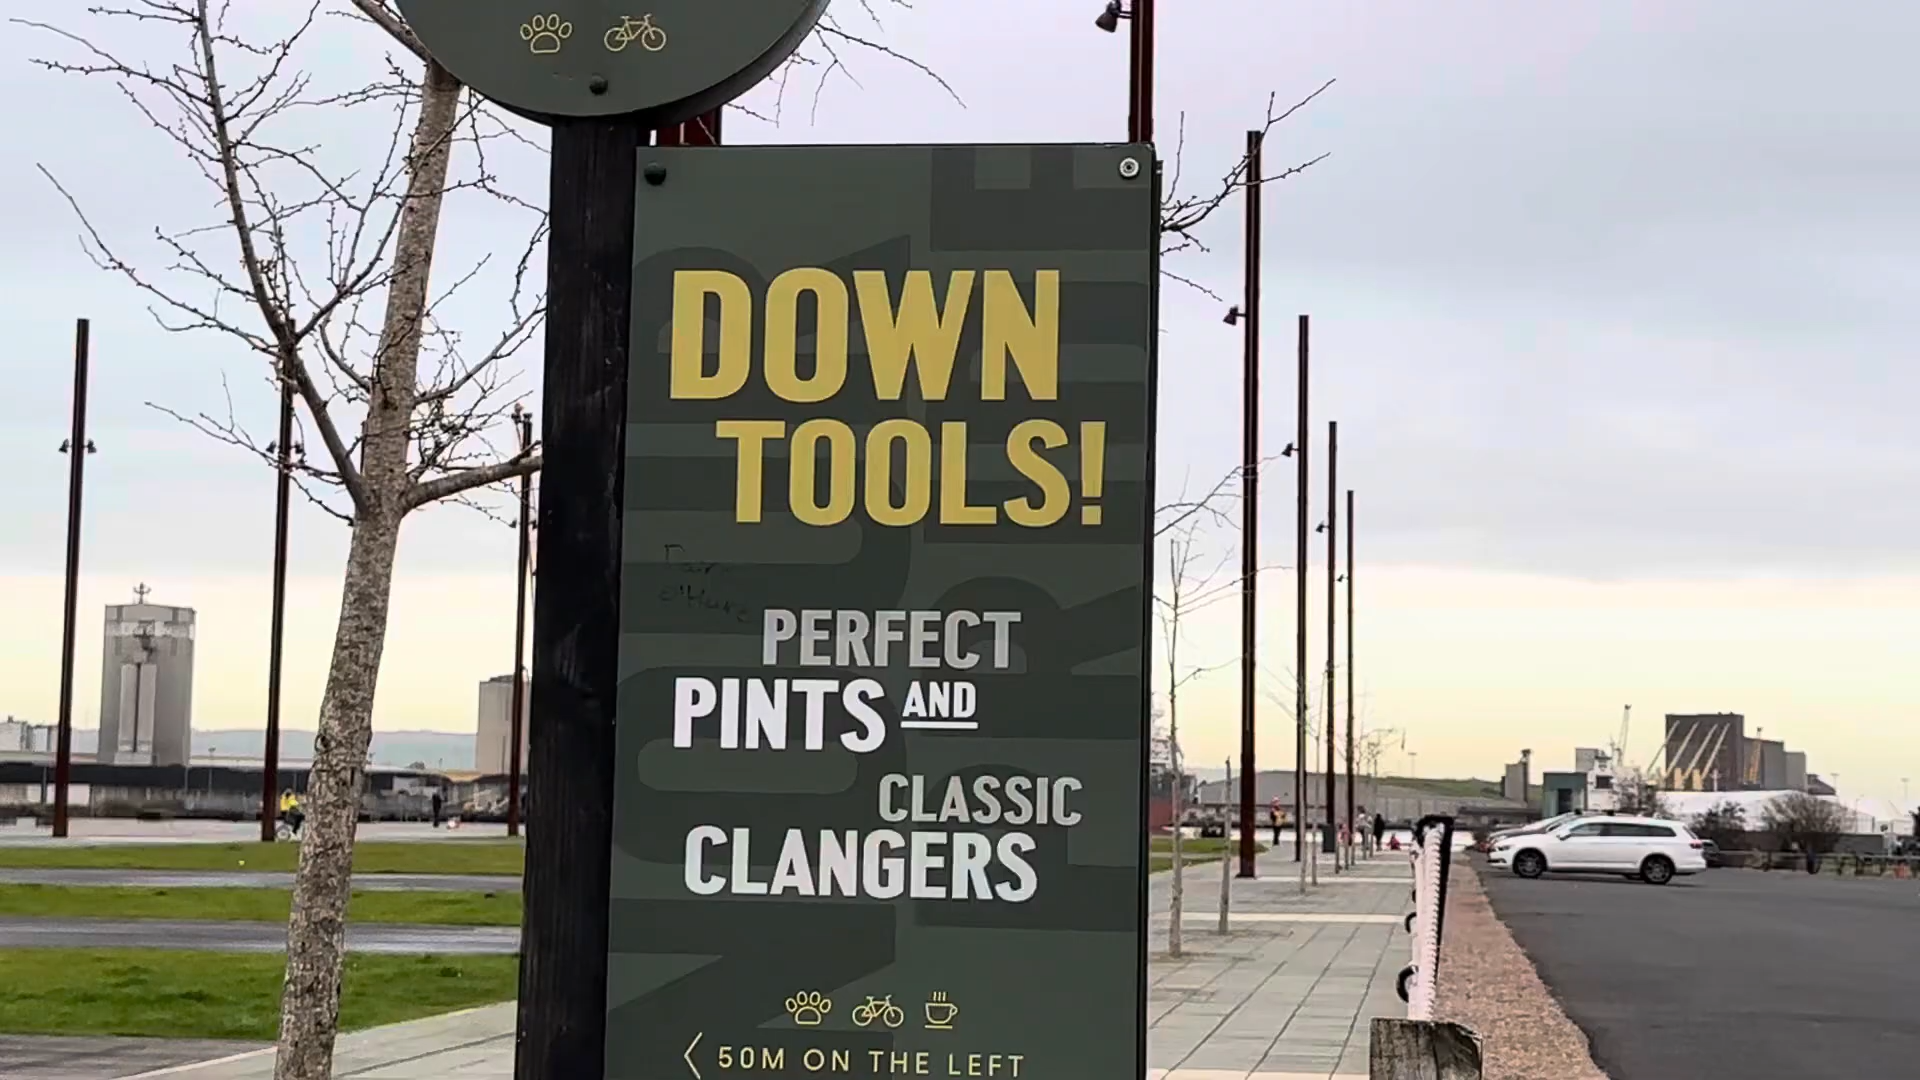 DOWN
TOOLS!
PERFECT
PINTS AND
CLASSIC
CLANGERS
50M ON THE LEFT